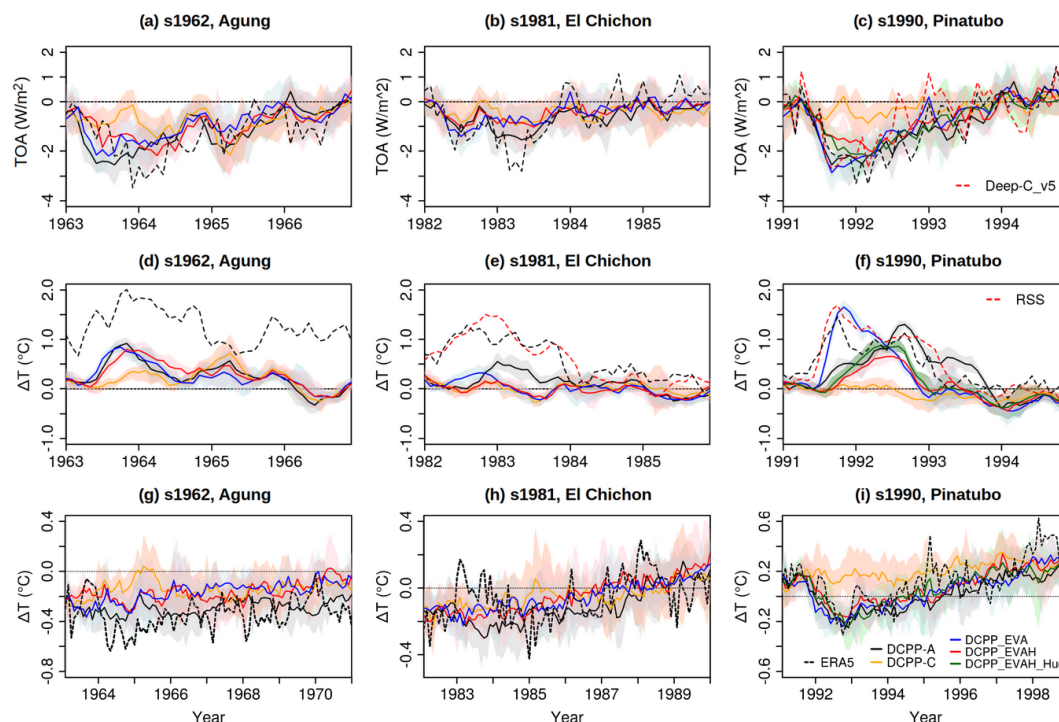 (a) s1962, Agung
(b) s1981, El Chichon
(c) s1990, Pinatubo
TOA (W/m²)
2
0
-2
-4
1963 1964 1965 1966
TOA (W/m^2)
2
0
-2
-4
1982 1983 1984 1985
TOA (W/m^2)
2
0
-2
-4
Deep-C_v5
1991 1992 1993 1994
(d) s1962, Agung
(e) s1981, El Chichon
(f) s1990, Pinatubo
ΔT (°C)
2.0
1.0
0.0
-1.0
1963 1964 1965 1966
ΔT (°C)
2.0
1.0
0.0
-1.0
1982 1983 1984 1985
ΔT (°C)
2.0
1.0
0.0
-1.0
RSS
1991 1992 1993 1994
(g) s1962, Agung
(h) s1981, El Chichon
(i) s1990, Pinatubo
ΔT (°C)
0.4
0.0
-0.4
-0.8
1964 1966 1968 1970
Year
ΔT (°C)
0.4
0.0
-0.4
1983 1985 1987 1989
Year
ΔT (°C)
0.6
0.2
-0.2
-0.6
ERA5
DCPP-A
DCPP-C
DCPP_EVA
DCPP_EVAH
DCPP_EVAH_Hu
1992 1994 1996 1998
Year